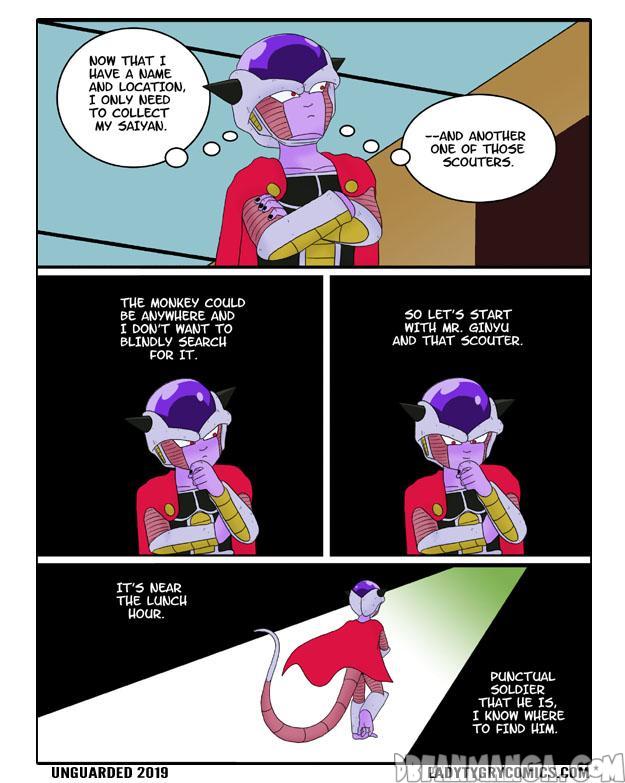 NOW THAT I
HAVE A NAME
AND LOCATION,
I ONLY NEED
TO COLLECT
MY SAIYAN.
--AND ANOTHER
ONE OF THOSE
SCOUTERS.
THE MONKEY COULD
BE ANYWHERE AND
I DON'T WANT TO
BLINDLY SEARCH
FOR IT.
SO LET'S START
WITH MR. GINYU
AND THAT SCOUTER.
IT'S NEAR
THE LUNCH
HOUR.
PUNCTUAL
SOLDIER
THAT HE IS,
I KNOW WHERE
TO FIND HIM.
UNGUARDED 2019
LADYTYGRYCOMICS.COM
DBFANMANGA.COM